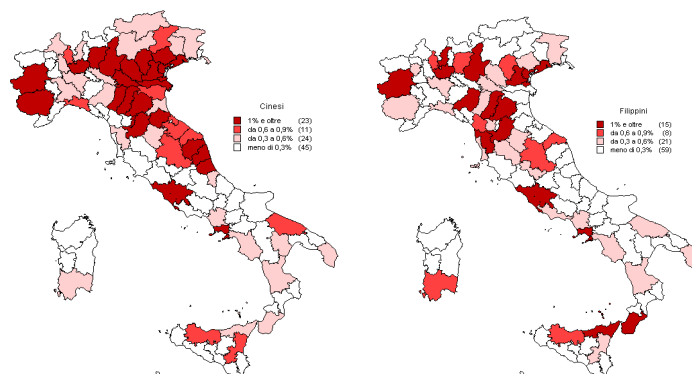 Cinesi
1% e oltre (23)
da 0,6 a 0,9% (11)
da 0,3 a 0,6% (24)
meno di 0,3% (45)
Filippini
1% e oltre (15)
da 0,6 a 0,9% (8)
da 0,3 a 0,6% (21)
meno di 0,3% (59)